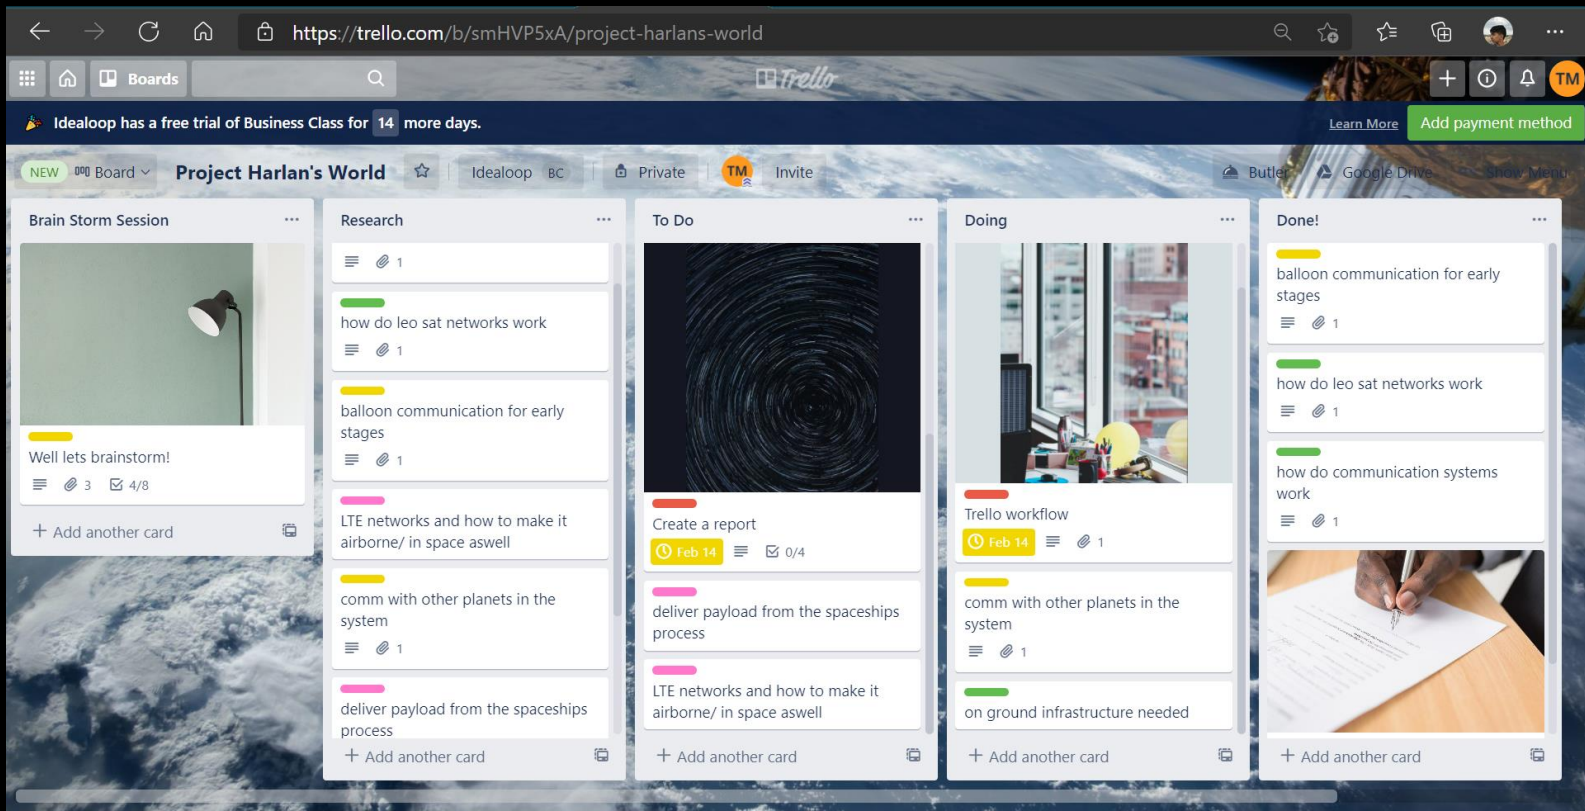 https://trello.com/b/smHVP5xA/project-harlans-world
Boards
Trello
TM
Idealoop has a free trial of Business Class for 14 more days.
Learn More
Add payment method
NEW
Board
Project Harlan's World
Idealoop BC
Private
TM
Invite
Butler
Google Drive
Show Menu
Brain Storm Session
Well lets brainstorm!
3 4/8
+ Add another card
Research
1
how do leo sat networks work
1
balloon communication for early
stages
1
LTE networks and how to make it
airborne/ in space aswell
comm with other planets in the
system
1
deliver payload from the spaceships
process
+ Add another card
To Do
Create a report
Feb 14 0/4
deliver payload from the spaceships
process
LTE networks and how to make it
airborne/ in space aswell
+ Add another card
Doing
Trello workflow
Feb 14 1
comm with other planets in the
system
1
on ground infrastructure needed
+ Add another card
Done!
balloon communication for early
stages
1
how do leo sat networks work
1
how do communication systems
work
1
+ Add another card